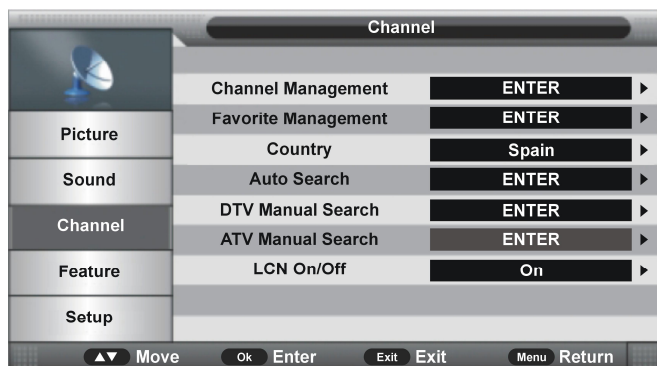 Channel
Channel Management ENTER
Favorite Management ENTER
Country Spain
Auto Search ENTER
DTV Manual Search ENTER
ATV Manual Search ENTER
LCN On/Off On
Picture
Sound
Channel
Feature
Setup
▲▼ Move Ok Enter Exit Exit Menu Return